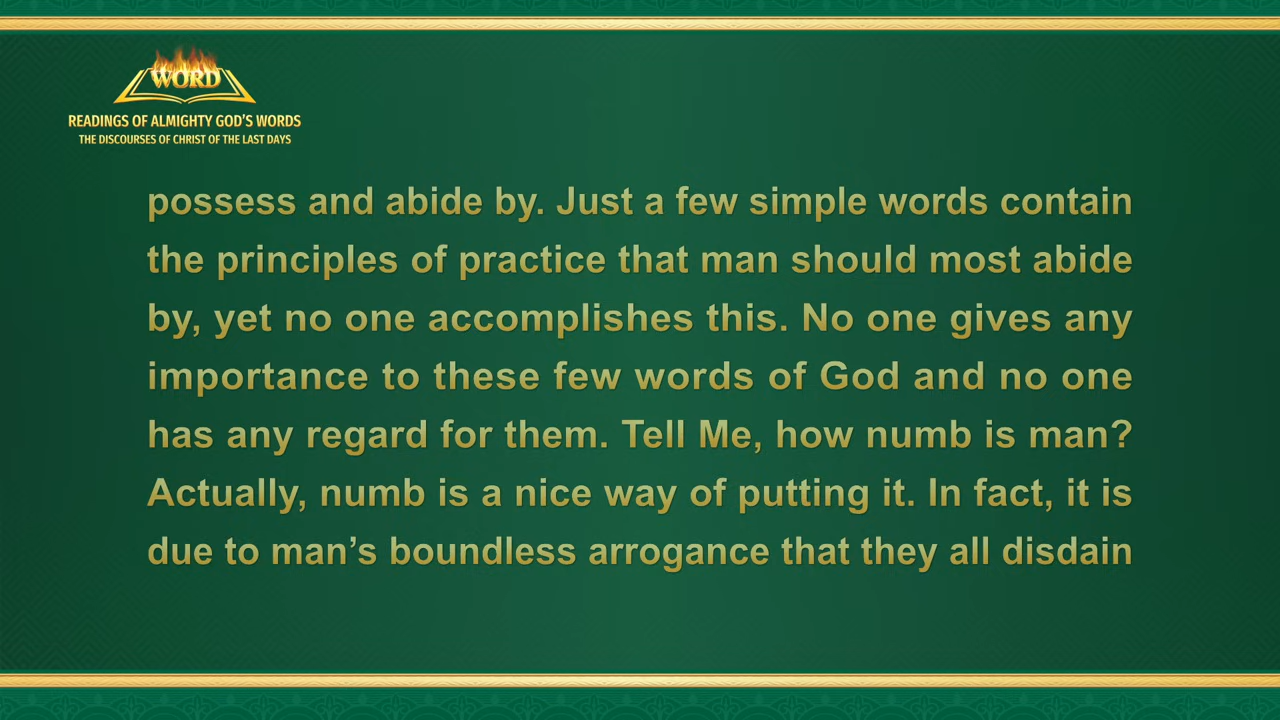 WORD
READINGS OF ALMIGHTY GOD'S WORDS
THE DISCOURSES OF CHRIST OF THE LAST DAYS
possess and abide by. Just a few simple words contain
the principles of practice that man should most abide
by, yet no one accomplishes this. No one gives any
importance to these few words of God and no one
has any regard for them. Tell Me, how numb is man?
Actually, numb is a nice way of putting it. In fact, it is
due to man’s boundless arrogance that they all disdain